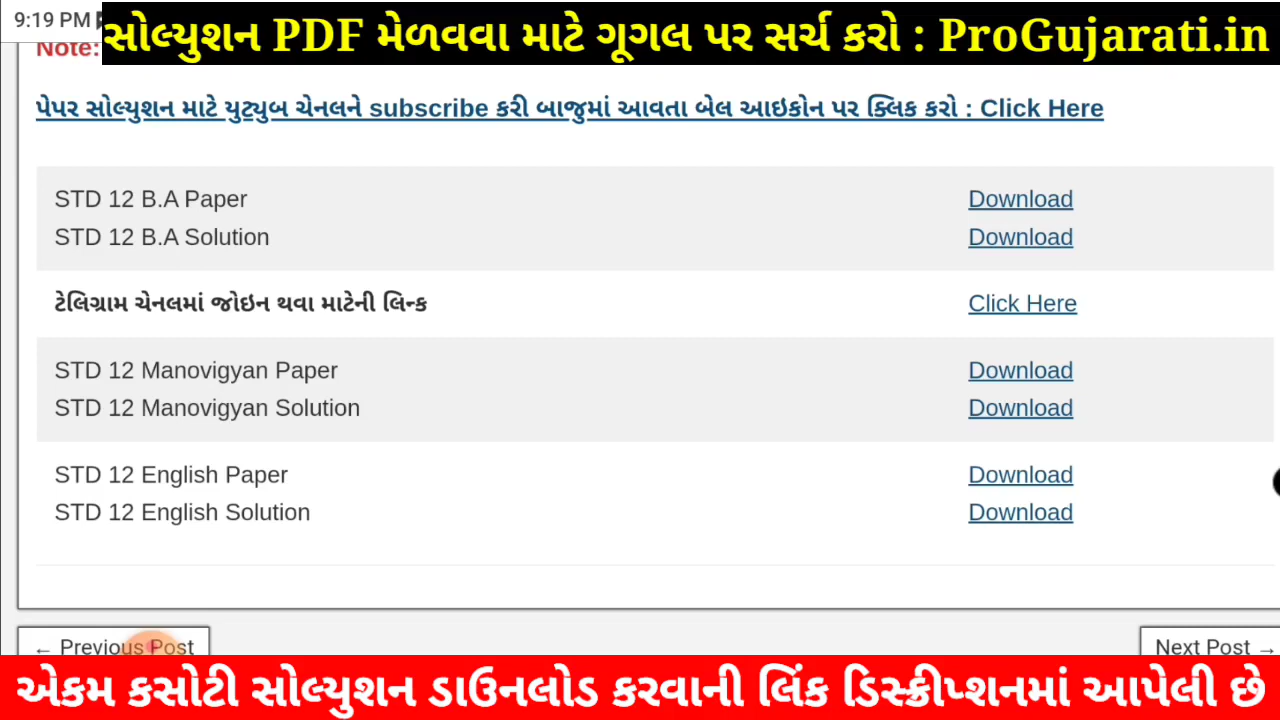 9:19 PM
સોલ્યુશન PDF મેળવવા માટે ગૂગલ પર સર્ચ કરો : ProGujarati.in
Note:
પેપર સોલ્યુશન માટે યુટ્યુબ ચેનલને subscribe કરી બાજુમાં આવતા બેલ આઇકોન પર ક્લિક કરો : Click Here
STD 12 B.A Paper Download
STD 12 B.A Solution Download
ટેલિગ્રામ ચેનલમાં જોઇન થવા માટેની લિન્ક Click Here
STD 12 Manovigyan Paper Download
STD 12 Manovigyan Solution Download
STD 12 English Paper Download
STD 12 English Solution Download
← Previous Post Next Post →
એકમ કસોટી સોલ્યુશન ડાઉનલોડ કરવાની લિંક ડિસ્ક્રીપ્શનમાં આપેલી છે